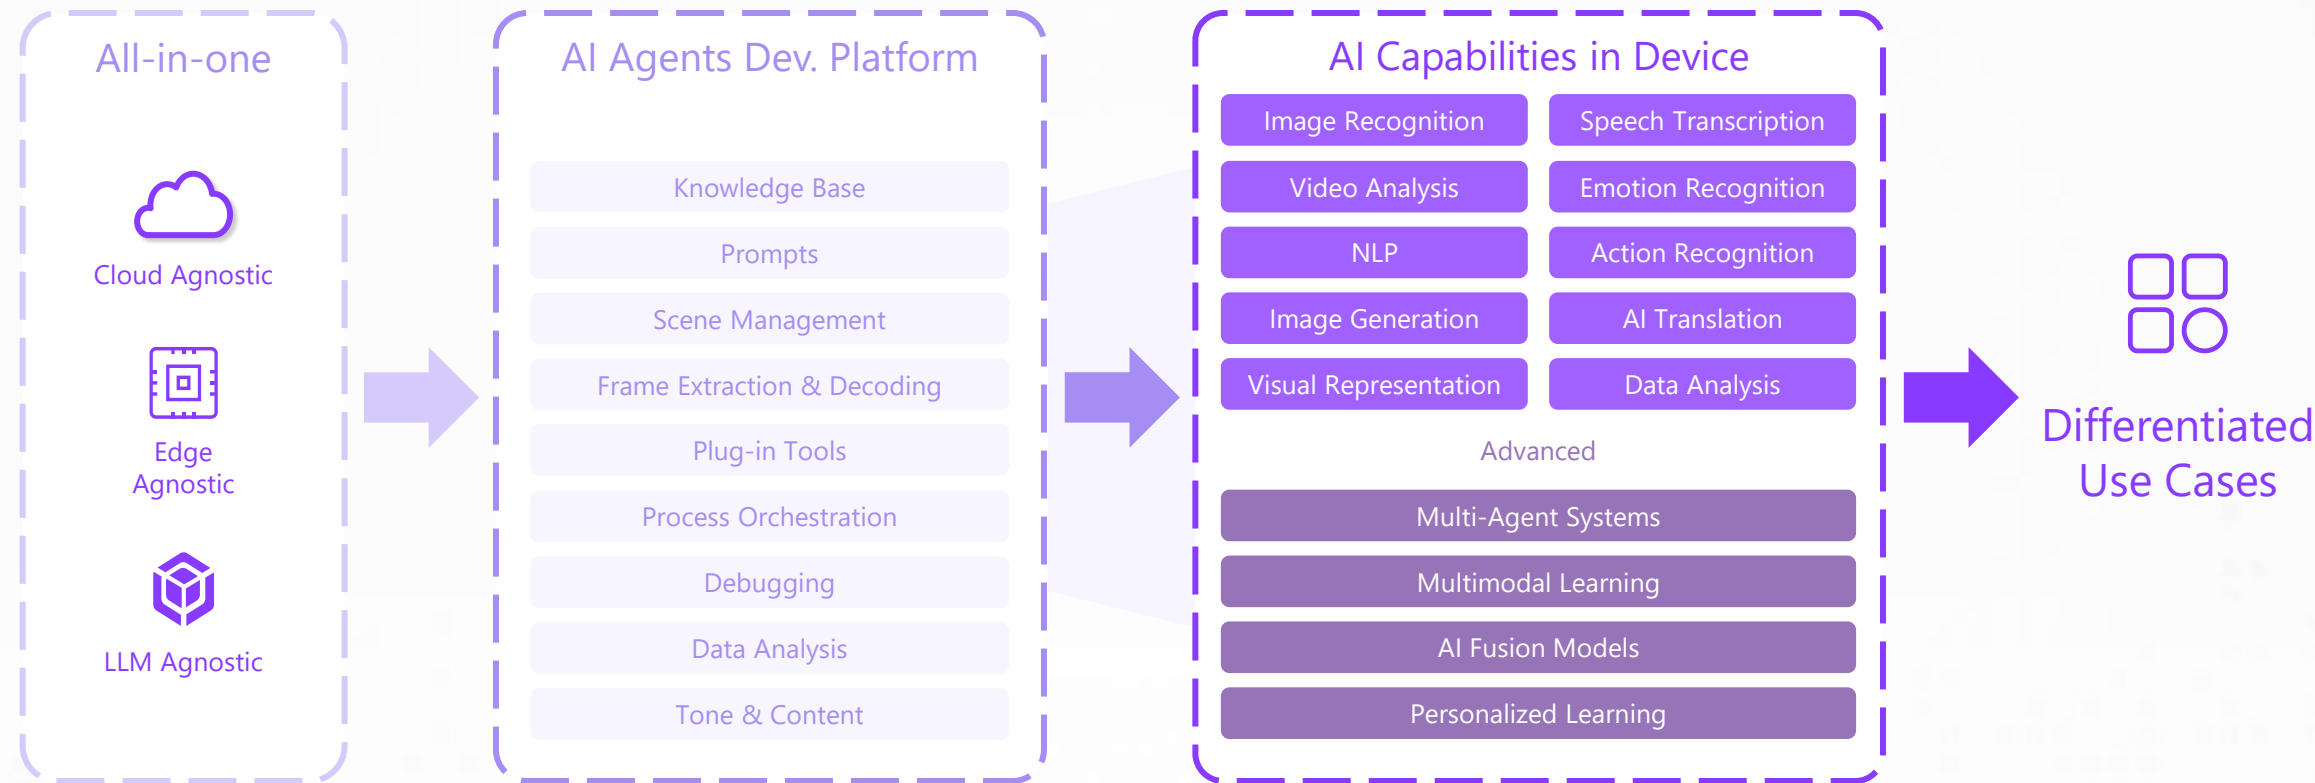 All-in-one
Cloud Agnostic
Edge
Agnostic
LLM Agnostic
AI Agents Dev. Platform
Knowledge Base
Prompts
Scene Management
Frame Extraction & Decoding
Plug-in Tools
Process Orchestration
Debugging
Data Analysis
Tone & Content
AI Capabilities in Device
Image Recognition
Speech Transcription
Video Analysis
Emotion Recognition
NLP
Action Recognition
Image Generation
AI Translation
Visual Representation
Data Analysis
Advanced
Multi-Agent Systems
Multimodal Learning
AI Fusion Models
Personalized Learning
Differentiated
Use Cases